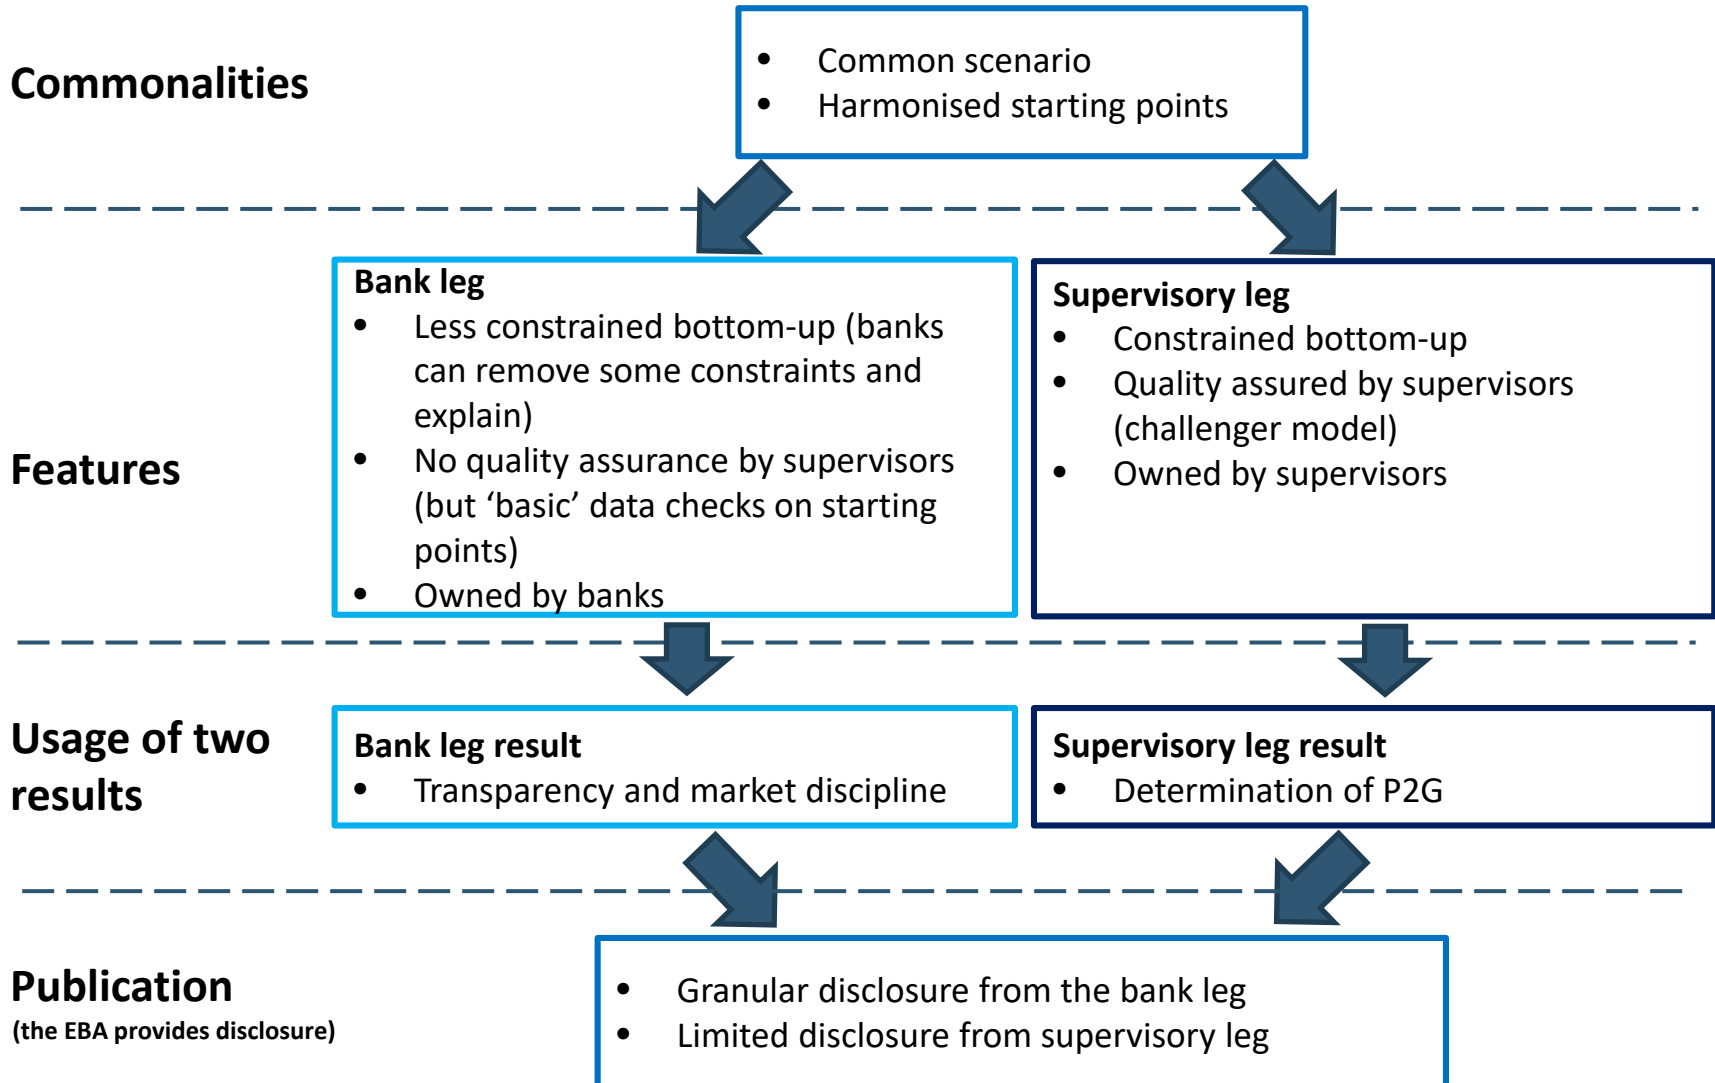 Commonalities
• Common scenario
• Harmonised starting points
Features
Bank leg
• Less constrained bottom-up (banks
can remove some constraints and
explain)
• No quality assurance by supervisors
(but ‘basic’ data checks on starting
points)
• Owned by banks
Supervisory leg
• Constrained bottom-up
• Quality assured by supervisors
(challenger model)
• Owned by supervisors
Usage of two
results
Bank leg result
• Transparency and market discipline
Supervisory leg result
• Determination of P2G
Publication
(the EBA provides disclosure)
• Granular disclosure from the bank leg
• Limited disclosure from supervisory leg